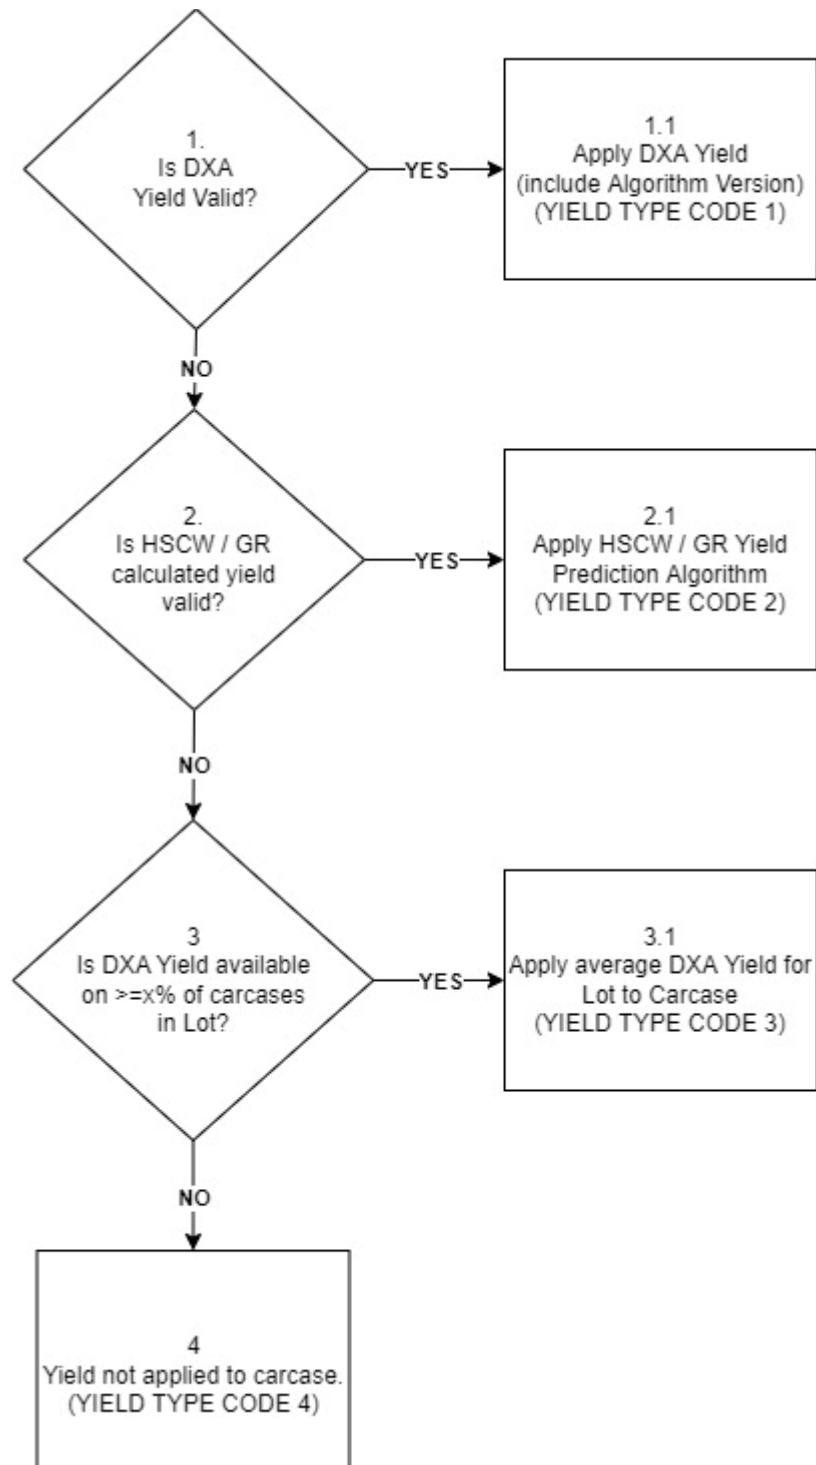 1.
Is DXA
Yield Valid?
YES
1.1
Apply DXA Yield
(include Algorithm Version)
(YIELD TYPE CODE 1)
NO
2.
Is HSCW / GR
calculated yield
valid?
YES
2.1
Apply HSCW / GR Yield
Prediction Algorithm
(YIELD TYPE CODE 2)
NO
3
Is DXA Yield available
on >=x% of carcases
in Lot?
YES
3.1
Apply average DXA Yield for
Lot to Carcase
(YIELD TYPE CODE 3)
NO
4
Yield not applied to carcase.
(YIELD TYPE CODE 4)